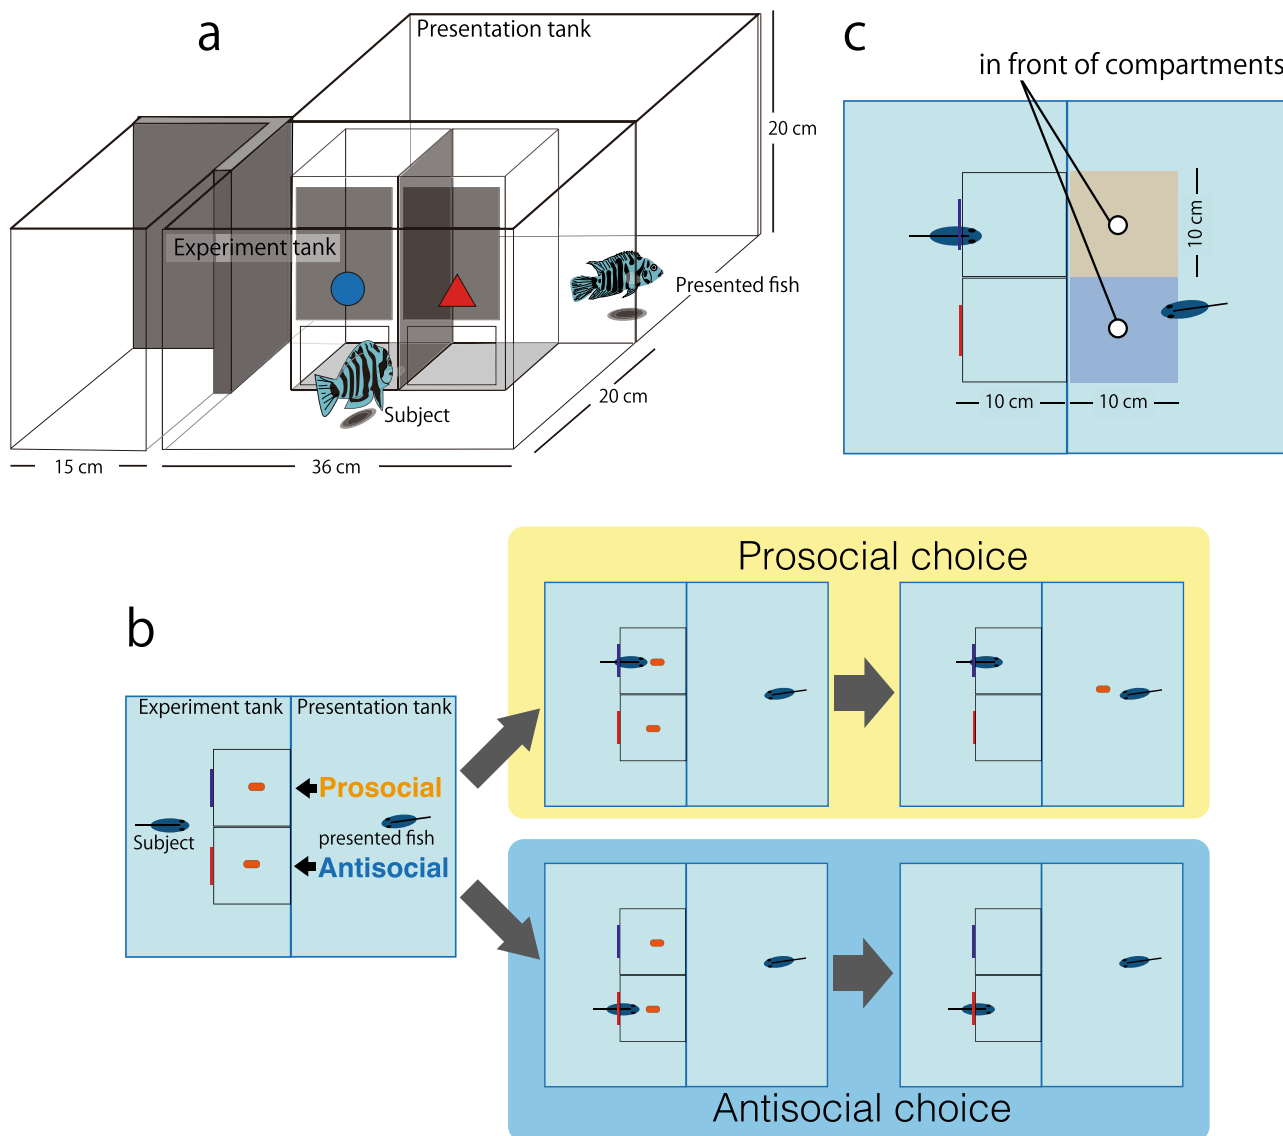 a
Presentation tank
20 cm
Experiment tank
Presented fish
Subject
20 cm
15 cm
36 cm
c
in front of compartments
10 cm
10 cm
10 cm
b
Experiment tank
Presentation tank
Prosocial
Subject
presented fish
Antisocial
Prosocial choice
Antisocial choice